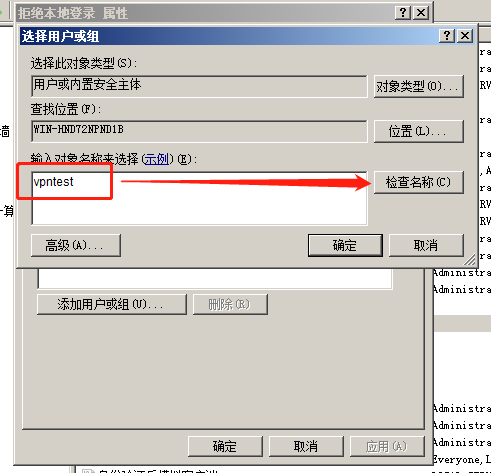 拒绝本地登录 属性
选择用户或组
选择此对象类型(S):
用户或内置安全主体
对象类型(O)...
查找位置(F):
WIN-HND72NPND1B
位置(L)...
输入对象名称来选择(示例)(E):
vpntest
检查名称(C)
高级(A)...
确定
取消
添加用户或组(U)...
删除(R)
确定
取消
应用(A)
Administra
Administra
Administra
Administra
Administra
Everyone,L